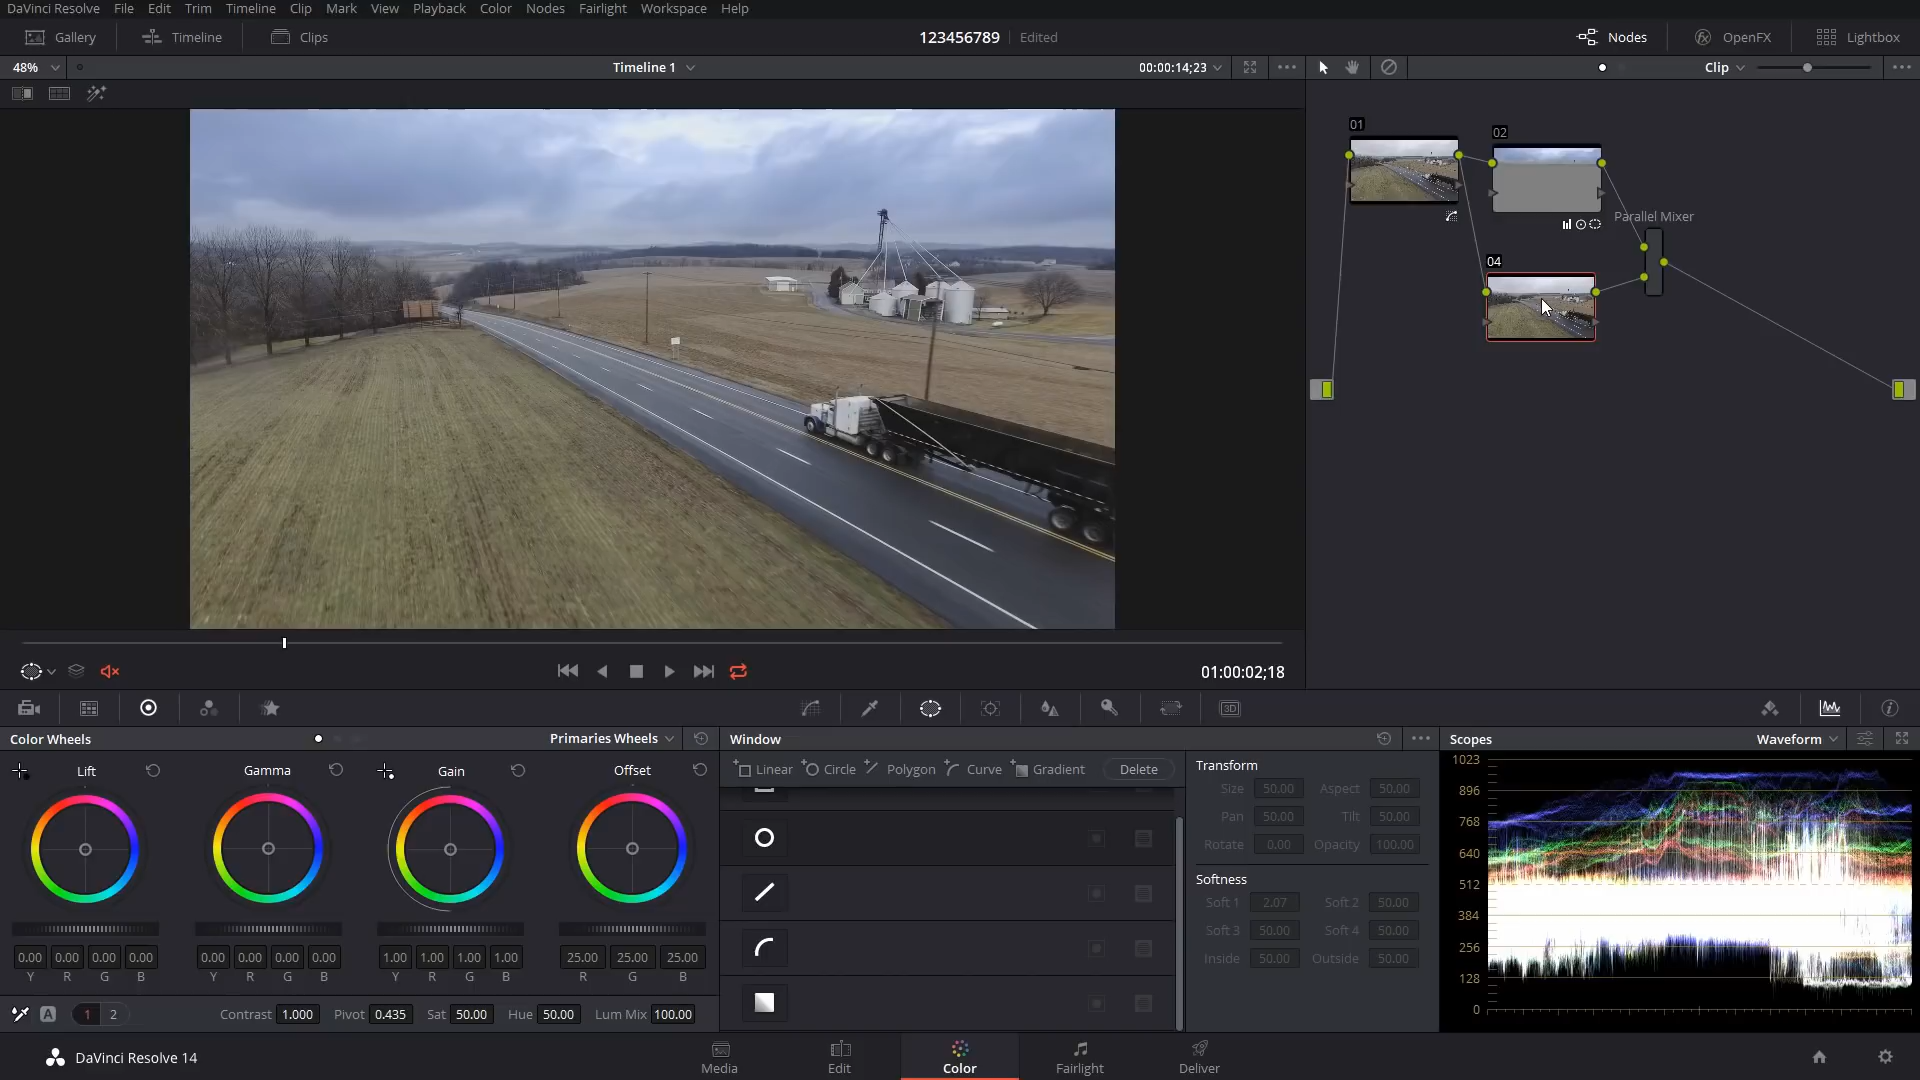 DaVinci Resolve File Edit Trim Timeline Clip Mark View Playback Color Nodes Fairlight Workspace Help
Gallery Timeline Clips 123456789 Edited Nodes OpenFX Lightbox
48% Timeline 1 00:00:14;23 Clip
01
02
Parallel Mixer
04
01:00:02;18
3D
Color Wheels Primaries Wheels Window Scopes Waveform
Lift Gamma Gain Offset
Linear Circle Polygon Curve Gradient Delete
Transform
Size 50.00 Aspect 50.00
Pan 50.00 Tilt 50.00
Rotate 0.00 Opacity 100.00
Softness
Soft 1 2.07 Soft 2 50.00
Soft 3 50.00 Soft 4 50.00
Inside 50.00 Outside 50.00
1023
896
768
640
512
384
256
128
0
0.00 0.00 0.00 0.00 0.00 0.00 0.00 0.00 1.00 1.00 1.00 1.00 25.00 25.00 25.00
Y R G B Y R G B Y R G B R G B
A 1 2 Contrast 1.000 Pivot 0.435 Sat 50.00 Hue 50.00 Lum Mix 100.00
DaVinci Resolve 14
Media Edit Color Fairlight Deliver